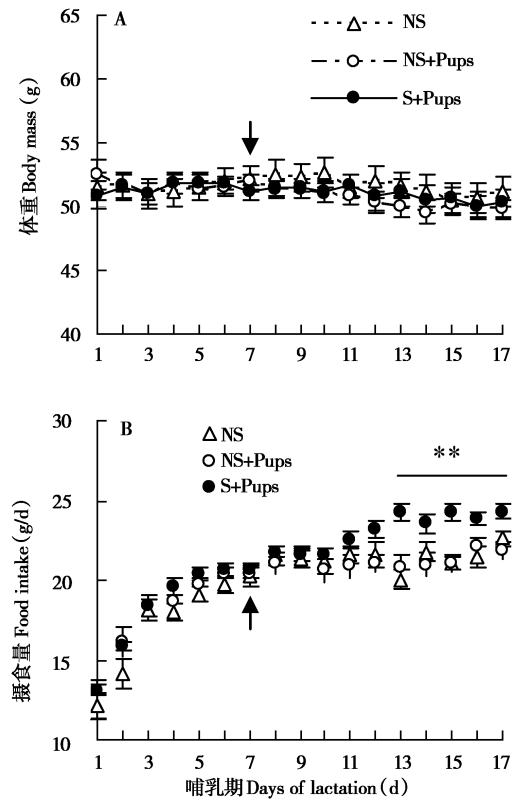 A
NS
NS+Pups
S+Pups
体重 Body mass (g)
65
60
55
50
45
40
1 3 5 7 9 11 13 15 17
B
NS
NS+Pups
S+Pups
**
摄食量 Food intake (g/d)
30
25
20
15
10
1 3 5 7 9 11 13 15 17
哺乳期 Days of lactation (d)